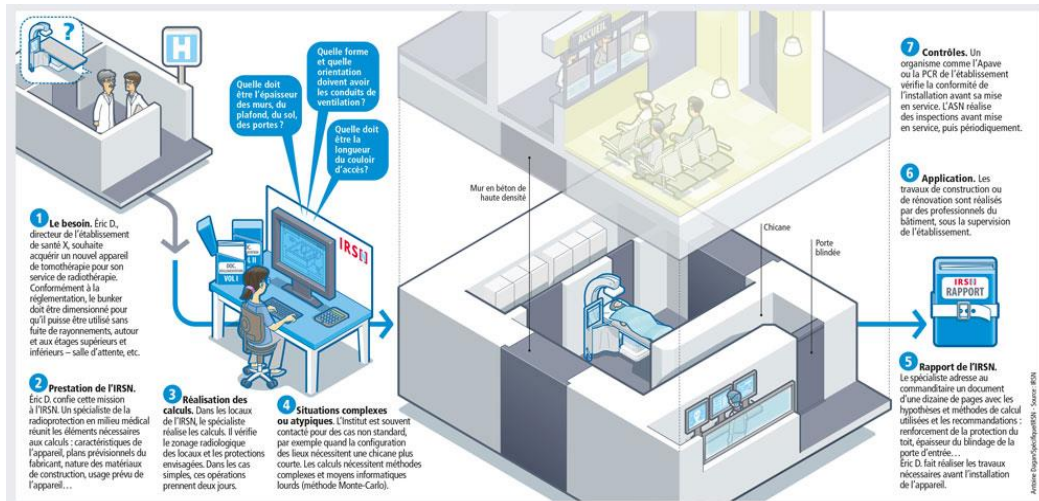 ?
H
Quelle doit
être l'épaisseur
des murs, du
plafond, du sol,
des portes ?
Quelle forme
et quelle
orientation
doivent avoir
les conduits de
ventilation ?
Quelle doit
être la
longueur
du couloir
d'accès?
VOL I
IRSN
1 Le besoin. Éric D.,
directeur de l'établissement
de santé X, souhaite
acquérir un nouvel appareil
de tomothérapie pour son
service de radiothérapie.
Conformément à la
réglementation, le bunker
doit être dimensionné pour
qu'il puisse être utilisé sans
fuite de rayonnements, autour
et aux étages supérieurs et
inférieurs – salle d'attente, etc.
2 Prestation de l'IRSN.
Éric D. confie cette mission
à l'IRSN. Un spécialiste de la
radioprotection en milieu médical
réunit les éléments nécessaires
aux calculs : caractéristiques de
l'appareil, plans prévisionnels du
fabricant, nature des matériaux
de construction, usage prévu de
l'appareil…
3 Réalisation des
calculs. Dans les locaux
de l'IRSN, le spécialiste
réalise les calculs. Il vérifie
le zonage radiologique
des locaux et les protections
envisagées. Dans les cas
simples, ces opérations
prennent deux jours.
4 Situations complexes
ou atypiques. L'Institut est souvent
contacté pour des cas non standard,
par exemple quand la configuration
des lieux nécessitent une chicane plus
courte. Les calculs nécessitent méthodes
complexes et moyens informatiques
lourds (méthode Monte-Carlo).
ACCUEIL
Mur en béton de
haute densité
Chicane
Porte
blindée
7 Contrôles. Un
organisme comme l'Apave
ou la PCR de l'établissement
vérifie la conformité de
l'installation avant sa mise
en service. L'ASN réalise
des inspections avant mise
en service, puis périodiquement.
6 Application. Les
travaux de construction ou
de rénovation sont réalisés
par des professionnels du
bâtiment, sous la supervision
de l'établissement.
IRSN
RAPPORT
5 Rapport de l'IRSN.
Le spécialiste adresse au
commanditaire un document
d'une dizaine de pages avec les
hypothèses et méthodes de calcul
utilisées et les recommandations :
renforcement de la protection du
toit, épaisseur du blindage de la
porte d'entrée…
Éric D. fait réaliser les travaux
nécessaires avant l'installation
de l'appareil.
Antoine Dagan/Spécifique/IRSN - Source : IRSN